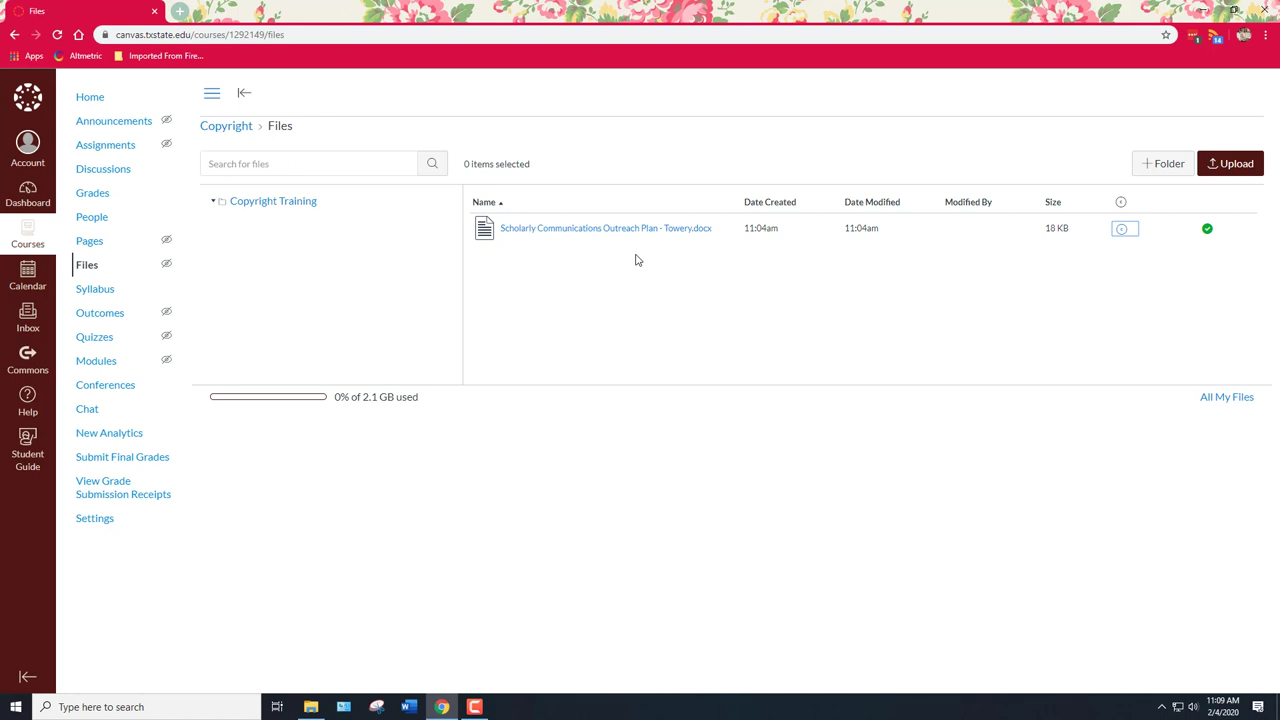 Files
canvas.txstate.edu/courses/1292149/files
1
14
Apps
Altmetric
Imported From Fire...
Account
Dashboard
Courses
Calendar
Inbox
Commons
Help
Student
Guide
Home
Announcements
Assignments
Discussions
Grades
People
Pages
Files
Syllabus
Outcomes
Quizzes
Modules
Conferences
Chat
New Analytics
Submit Final Grades
View Grade
Submission Receipts
Settings
Copyright › Files
Search for files
0 items selected
+ Folder
Upload
Copyright Training
Name Date Created Date Modified Modified By Size
Scholarly Communications Outreach Plan - Towery.docx 11:04am 11:04am 18 KB
0% of 2.1 GB used
All My Files
Type here to search
11:09 AM
2/4/2020